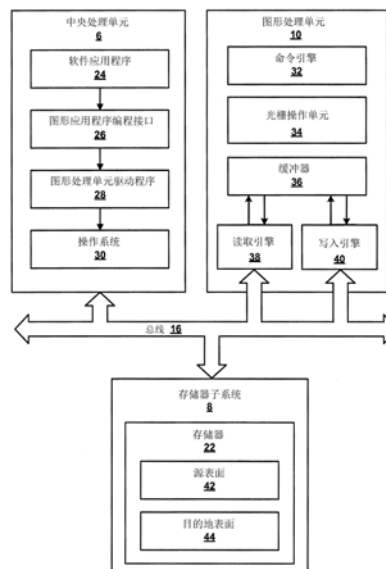 中央处理单元
6
软件应用程序
24
图形应用程序编程接口
26
图形处理单元驱动程序
28
操作系统
30
图形处理单元
10
命令引擎
32
光栅操作单元
34
缓冲器
36
读取引擎
38
写入引擎
40
总线 16
存储器子系统
8
存储器
22
源表面
42
目的地表面
44